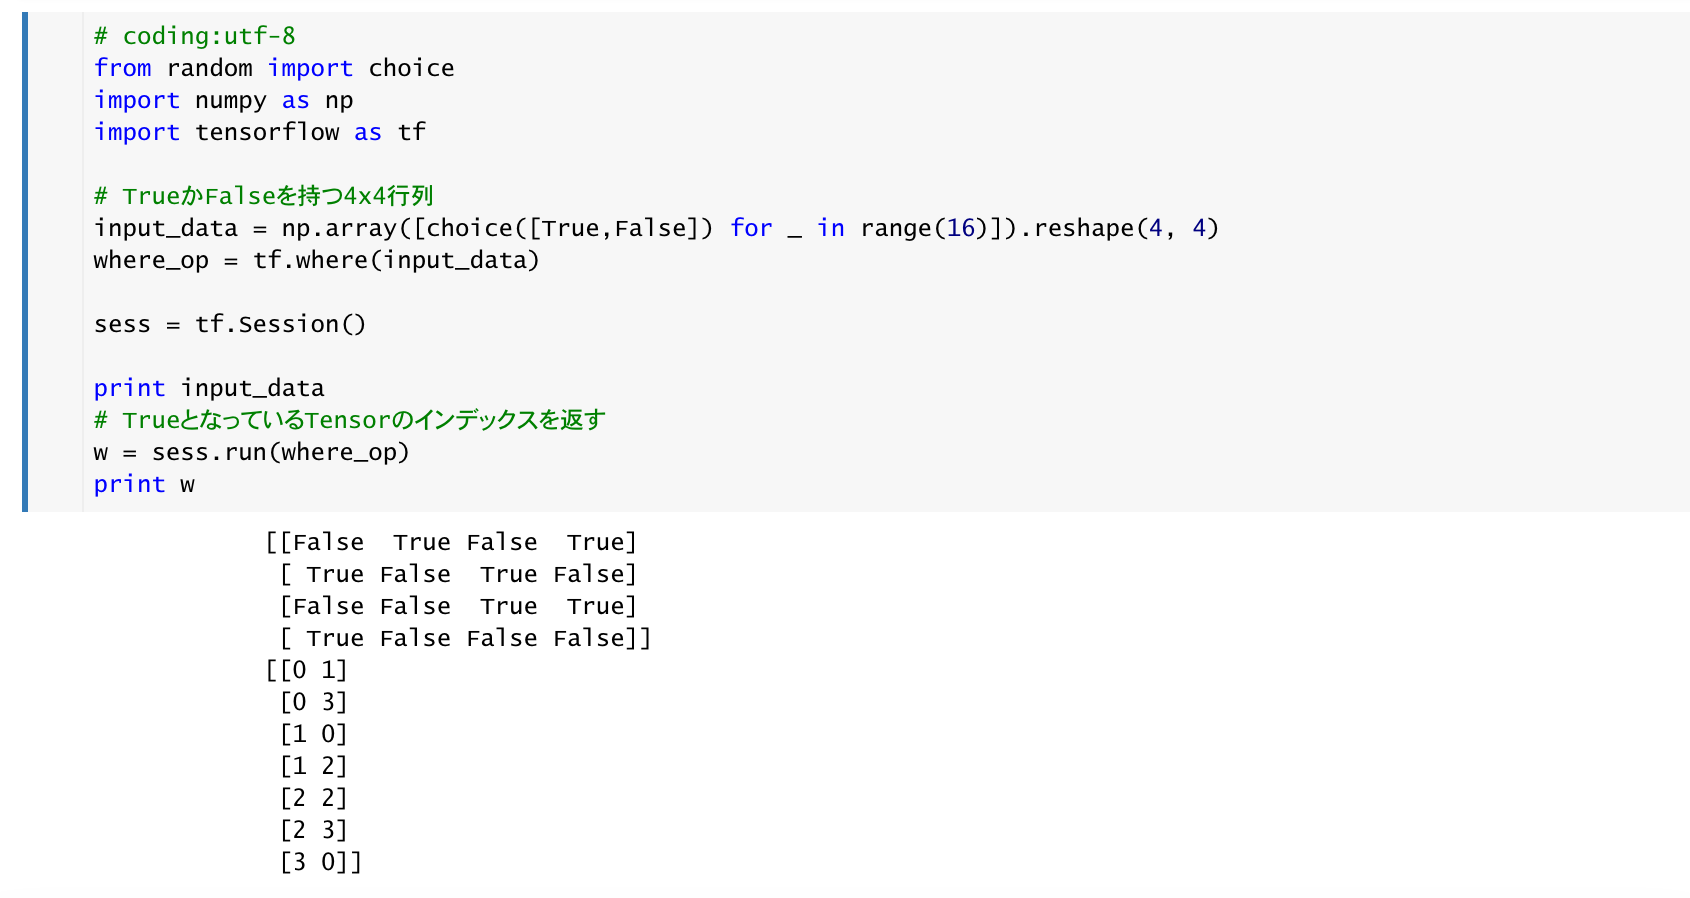 # coding:utf-8
from random import choice
import numpy as np
import tensorflow as tf
# TrueかFalseを持つ4x4行列
input_data = np.array([choice([True,False]) for _ in range(16)]).reshape(4, 4)
where_op = tf.where(input_data)
sess = tf.Session()
print input_data
# TrueとなっているTensorのインデックスを返す
w = sess.run(where_op)
print w
[[False  True False  True]
 [ True False  True False]
 [False False  True  True]
 [ True False False False]]
[[0 1]
 [0 3]
 [1 0]
 [1 2]
 [2 2]
 [2 3]
 [3 0]]